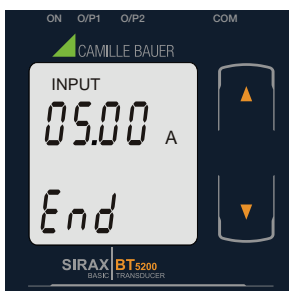 ON O/P1 O/P2 COM
CAMILLE BAUER
INPUT
05.00 A
End
SIRAX BT5200
BASIC TRANSDUCER